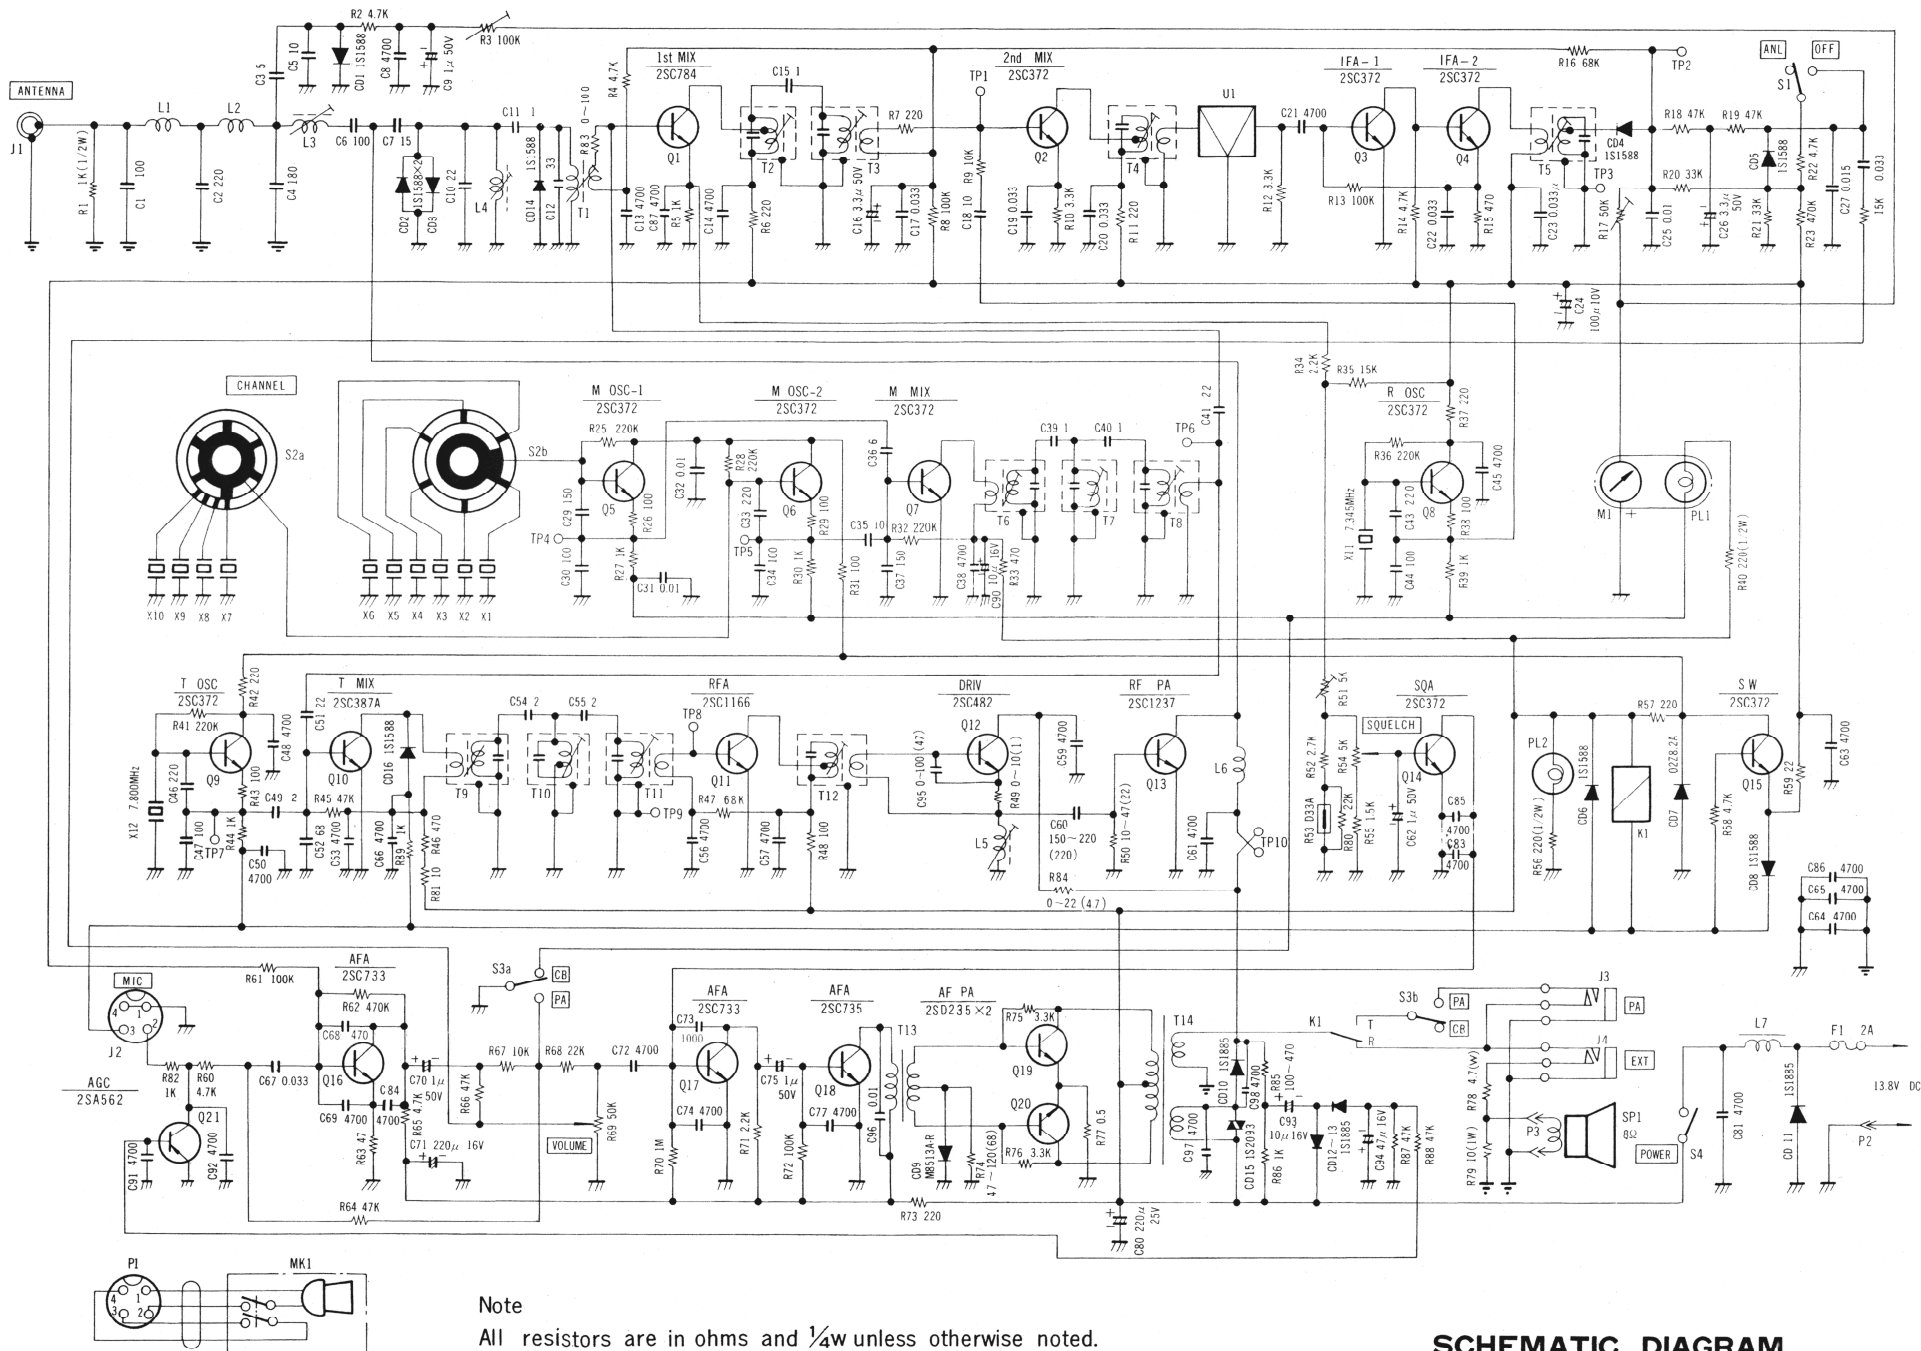 R2 4.7K
R3 100K
C5 10
CD1 1S1588
C8 4700
C9 1μ 50V
C3 5
ANTENNA
J1
L1
L2
L3
C6 100
C7 15
R1 1K(1/2W)
C1 100
C2 220
C4 180
CD2
1S1588×2
CD3
C10 22
L4
C11 1
CD14 1S1588
C12 33
T1
R83 0~100
R4 4.7K
1st MIX
2SC784
Q1
C13 4700
C87 4700
R5 1K
C14 4700
R6 220
C15 1
T2
T3
R7 220
C16 3.3μ 50V
C17 0.033
R8 100K
TP1
2nd MIX
2SC372
Q2
R9 10K
C18 10
C19 0.033
R10 3.3K
C20 0.033
R11 220
T4
U1
C21 4700
R12 3.3K
IFA-1
2SC372
Q3
R13 100K
IFA-2
2SC372
Q4
R14 4.7K
C22 0.033
R15 470
R16 68K
TP2
T5
CD4
1S1588
TP3
C23 0.033μ
R17 50K
C25 0.01
R18 47K
R19 47K
R20 33K
C26 3.3μ
50V
CD5
1S1588
R21 33K
ANL
OFF
S1
R22 4.7K
R23 470K
C27 0.015
0.033
15K
C24
100μ10V
CHANNEL
S2a
S2b
X10 X9 X8 X7
X6 X5 X4 X3 X2 X1
M OSC-1
2SC372
R25 220K
Q5
C29 150
R26 100
TP4
C30 100
R27 1K
C31 0.01
C32 0.01
M OSC-2
2SC372
R28 220K
C33 220
Q6
R29 100
TP5
C34 100
R30 1K
R31 100
C35 10
M MIX
2SC372
C36 6
Q7
R32 220K
C37 150
C38 4700
C90 10μ 16V
R33 470
T6
C39 1
C40 1
T7
T8
TP6
C41 22
R34
2.2K
R35 15K
R OSC
2SC372
R37 220
R36 220K
Q8
C45 4700
X11 7.345MHz
C43 220
R38 100
C44 100
R39 1K
M1
PL1
R40 220(1/2W)
T OSC
2SC372
R42 220
R41 220K
Q9
C48 4700
C46 220
R43 100
X12 7.800MHz
C47 100
TP7
R44 1K
C50
4700
C49 2
C51 22
T MIX
2SC387A
Q10
CD16 1S1588
R45 47K
C52 68
C53 4700
C66 4700
R89 1K
R46 470
R81 10
T9
C54 2
C55 2
T10
T11
TP9
RFA
2SC1166
TP8
Q11
R47 68K
C56 4700
C57 4700
R48 100
T12
DRIV
2SC482
Q12
C95 0~100(47)
R49 0~10(1)
L5
C59 4700
C60
150~220
(220)
R84
0~22 (4.7)
RF PA
2SC1237
Q13
R50 10~47(22)
C61 4700
L6
TP10
R51 5K
SQUELCH
R52 2.7K
R54 5K
R53 D33A
R80 22K
R55 1.5K
SQA
2SC372
Q14
C62 1μ 50V
C85
4700
C83
4700
PL2
R56 220(1/2W)
CD6
1S1588
K1
R57 220
CD7
02Z8.2A
SW
2SC372
Q15
R58 4.7K
R59 22
CD8 1S1588
C63 4700
C86 4700
C65 4700
C64 4700
MIC
J2
AGC
2SA562
R82
1K
R60
4.7K
Q21
C91 4700
C92 4700
R61 100K
AFA
2SC733
R62 470K
C68 470
C67 0.033
Q16
C69 4700
R63 47
C84
4700
R65 4.7K
C70 1μ
50V
C71 220μ 16V
R64 47K
R66 47K
R67 10K
S3a
CB
PA
R68 22K
R69 50K
VOLUME
C72 4700
AFA
2SC733
C73
1000
Q17
C74 4700
R70 1M
R71 2.2K
C75 1μ
50V
AFA
2SC735
Q18
C77 4700
R72 100K
C96 0.01
T13
R73 220
AF PA
2SD235×2
R75 3.3K
Q19
Q20
CD9
M8513A-R
R74
47~120(68)
R76 3.3K
R77 0.5
C80 220μ
25V
T14
CD10 1S1885
C98 4700
R85
100~470
C97 4700
CD15 1S2093
R86 1K
C93
10μ16V
CD12~13
1S1885
C94 47μ 16V
R87 47K
R88 47K
K1
T
R
S3b
PA
CB
J3
PA
J4
EXT
R78 4.7(W)
R79 10(1W)
P3
SP1
8Ω
POWER
S4
C81 4700
L7
CD11
1S1885
F1 2A
13.8V DC
P2
P1
MK1
4 1
3 2
Note
All resistors are in ohms and ¼w unless otherwise noted.
SCHEMATIC DIAGRAM